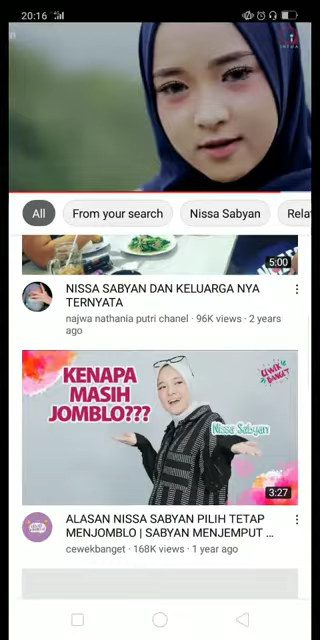 20:16
All
From your search
Nissa Sabyan
Rela
5:00
NISSA SABYAN DAN KELUARGA NYA
TERNYATA
najwa nathania putri chanel · 96K views · 2 years
ago
KENAPA
MASIH
JOMBLO???
CEWEK
BANGET
Nissa Sabyan
3:27
ALASAN NISSA SABYAN PILIH TETAP
MENJOMBLO | SABYAN MENJEMPUT ...
cewekbanget · 168K views · 1 year ago